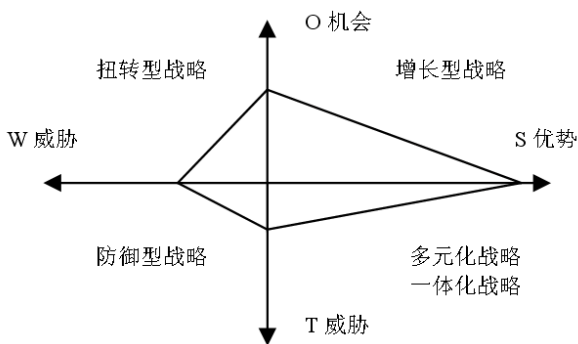 O 机会
扭转型战略
增长型战略
W 威胁
S 优势
防御型战略
多元化战略
一体化战略
T 威胁